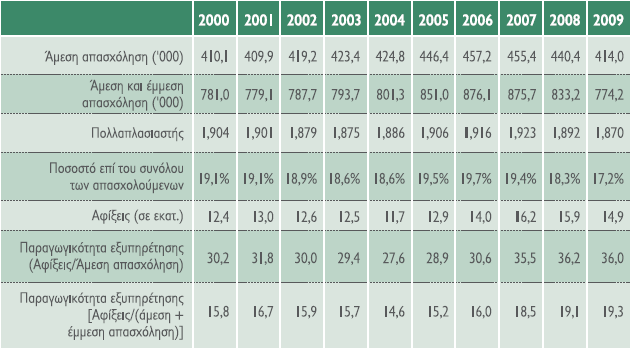 2000 2001 2002 2003 2004 2005 2006 2007 2008 2009
Άμεση απασχόληση ('000) 410,1 409,9 419,2 423,4 424,8 446,4 457,2 455,4 440,4 414,0
Άμεση και έμμεση
απασχόληση ('000) 781,0 779,1 787,7 793,7 801,3 851,0 876,1 875,7 833,2 774,2
Πολλαπλασιαστής 1,904 1,901 1,879 1,875 1,886 1,906 1,916 1,923 1,892 1,870
Ποσοστό επί του συνόλου
των απασχολούμενων 19,1% 19,1% 18,9% 18,6% 18,6% 19,5% 19,7% 19,4% 18,3% 17,2%
Αφίξεις (σε εκατ.) 12,4 13,0 12,6 12,5 11,7 12,9 14,0 16,2 15,9 14,9
Παραγωγικότητα εξυπηρέτησης
(Αφίξεις/Άμεση απασχόληση) 30,2 31,8 30,0 29,4 27,6 28,9 30,6 35,5 36,2 36,0
Παραγωγικότητα εξυπηρέτησης
[Αφίξεις/(άμεση + 15,8 16,7 15,9 15,7 14,6 15,2 16,0 18,5 19,1 19,3
έμμεση απασχόληση)]